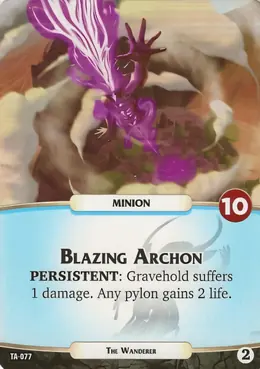 MINION
10
BLAZING ARCHON
PERSISTENT: Gravehold suffers
1 damage. Any pylon gains 2 life.
TA-077
THE WANDERER
2